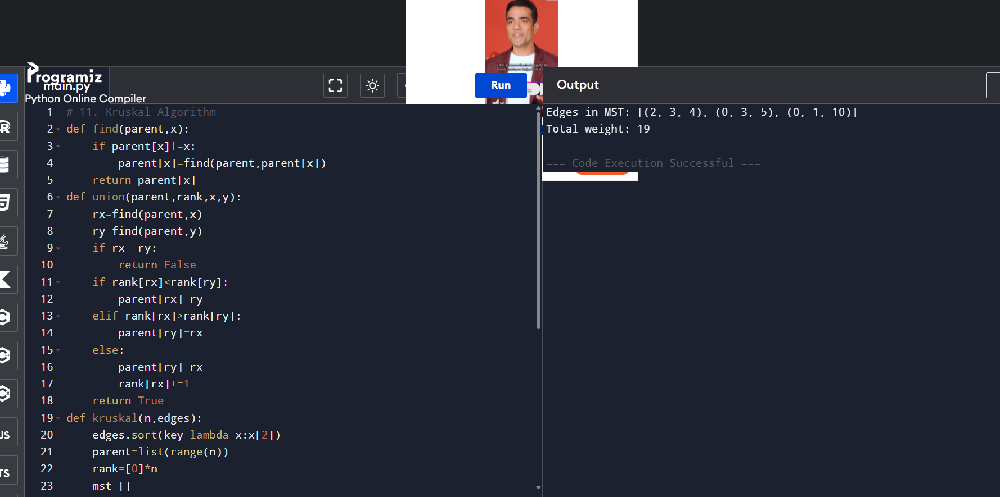 Programiz
main.py
Python Online Compiler
Run
Output
1 # 11. Kruskal Algorithm
2 def find(parent,x):
3     if parent[x]!=x:
4         parent[x]=find(parent,parent[x])
5     return parent[x]
6 def union(parent,rank,x,y):
7     rx=find(parent,x)
8     ry=find(parent,y)
9     if rx==ry:
10         return False
11     if rank[rx]<rank[ry]:
12         parent[rx]=ry
13     elif rank[rx]>rank[ry]:
14         parent[ry]=rx
15     else:
16         parent[ry]=rx
17         rank[rx]+=1
18     return True
19 def kruskal(n,edges):
20     edges.sort(key=lambda x:x[2])
21     parent=list(range(n))
22     rank=[0]*n
23     mst=[]
Edges in MST: [(2, 3, 4), (0, 3, 5), (0, 1, 10)]
Total weight: 19
=== Code Execution Successful ===
R
JS
TS